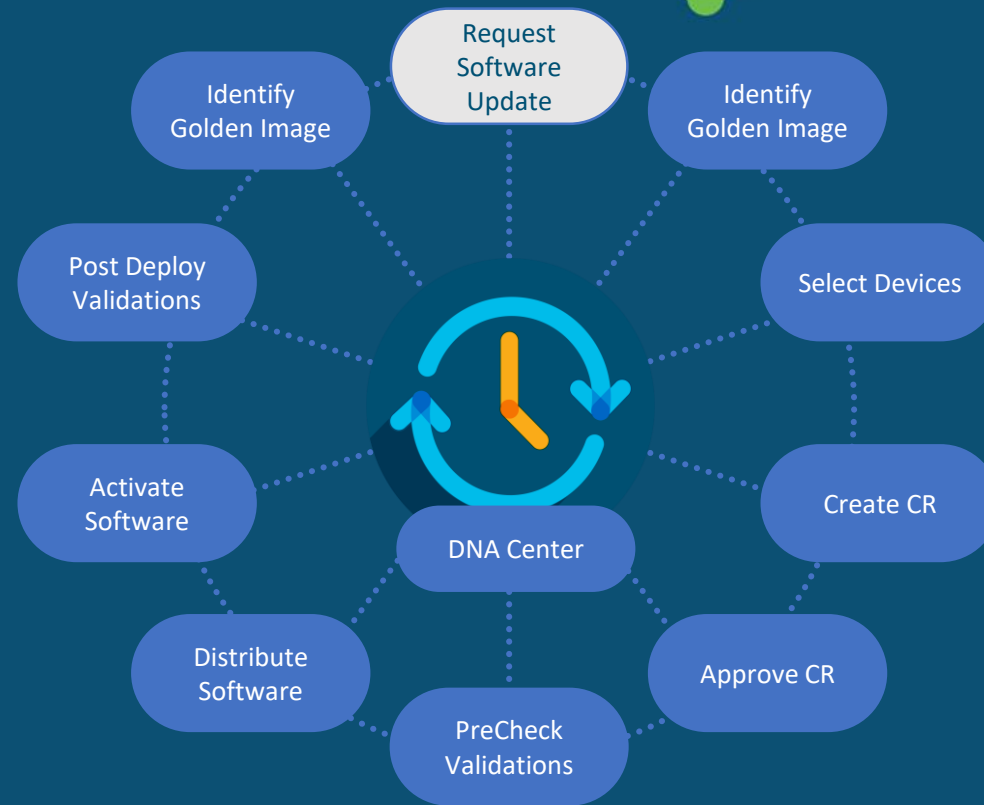 Request
Software
Update
Identify
Golden Image
Identify
Golden Image
Post Deploy
Validations
Select Devices
Activate
Software
Create CR
DNA Center
Distribute
Software
Approve CR
PreCheck
Validations